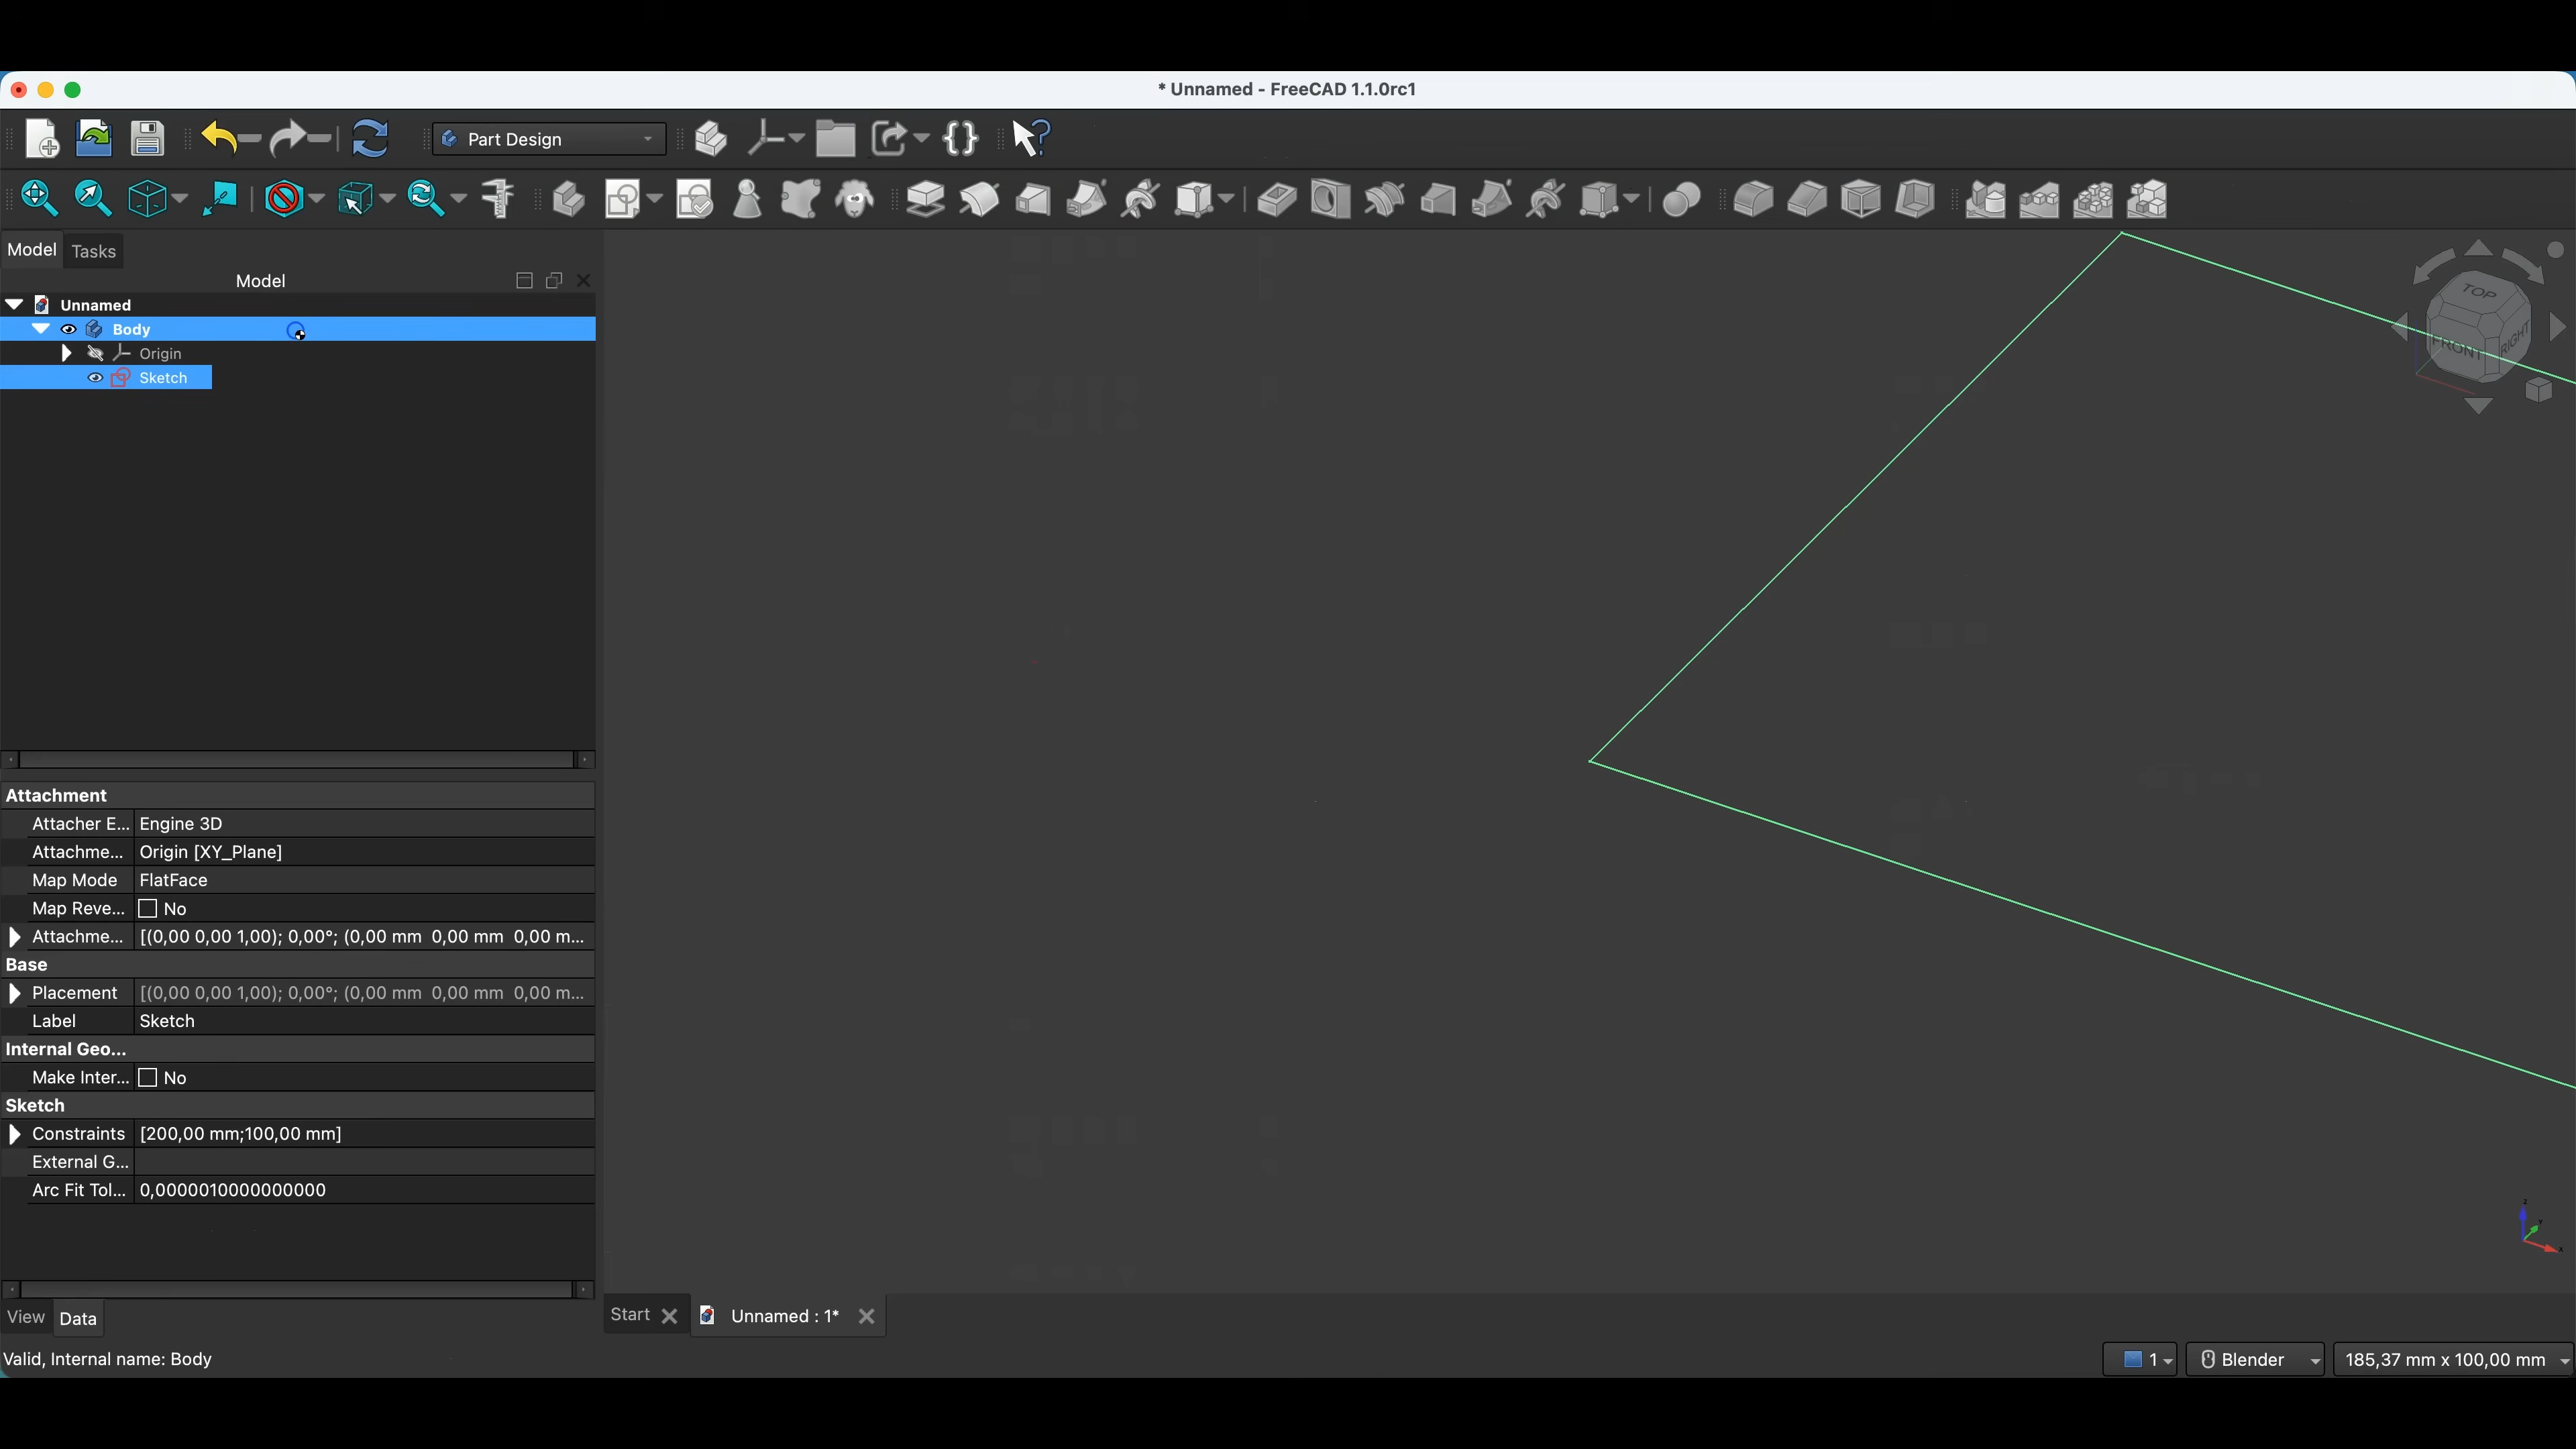 * Unnamed - FreeCAD 1.1.0rc1
Part Design
Model Tasks
Model
Unnamed
Body
Origin
Sketch
TOP
FRONT
RIGHT
Attachment
Attacher E... Engine 3D
Attachme... Origin [XY_Plane]
Map Mode FlatFace
Map Reve... No
Attachme... [(0,00 0,00 1,00); 0,00°; (0,00 mm 0,00 mm 0,00 m...
Base
Placement [(0,00 0,00 1,00); 0,00°; (0,00 mm 0,00 mm 0,00 m...
Label Sketch
Internal Geo...
Make Inter... No
Sketch
Constraints [200,00 mm;100,00 mm]
External G...
Arc Fit Tol... 0,0000010000000000
Z
Y
X
View Data
Start Unnamed : 1*
Valid, Internal name: Body
1 Blender 185,37 mm x 100,00 mm